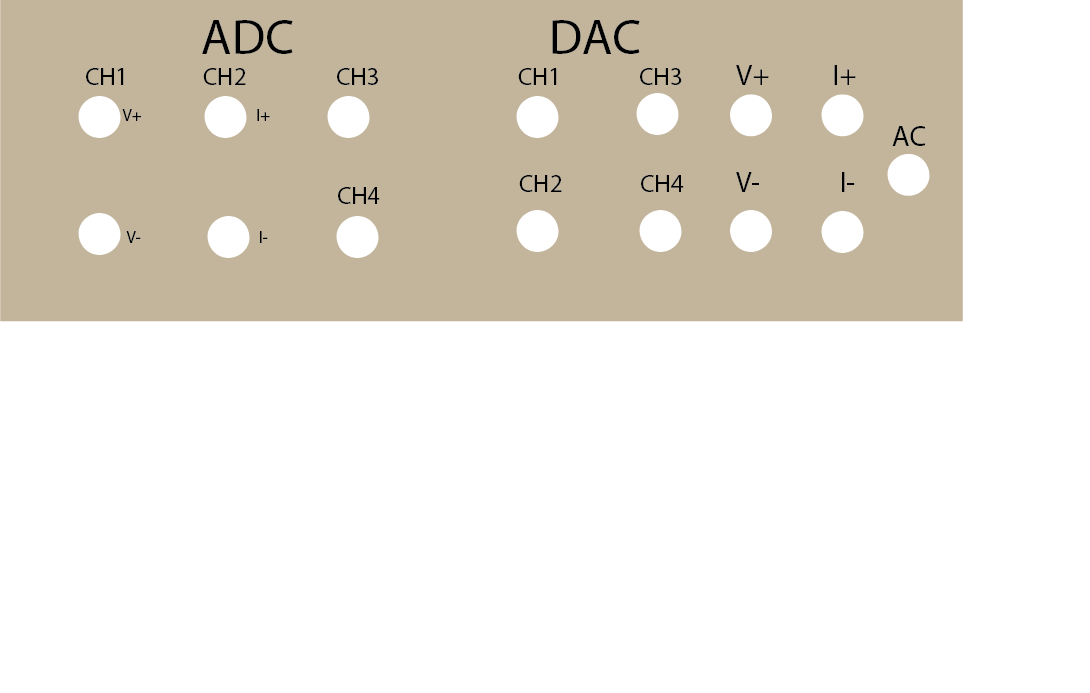 ADC DAC
CH1 CH2 CH3 CH1 CH3 V+ I+
V+ I+
AC
CH4 CH2 CH4 V- I-
V- I-